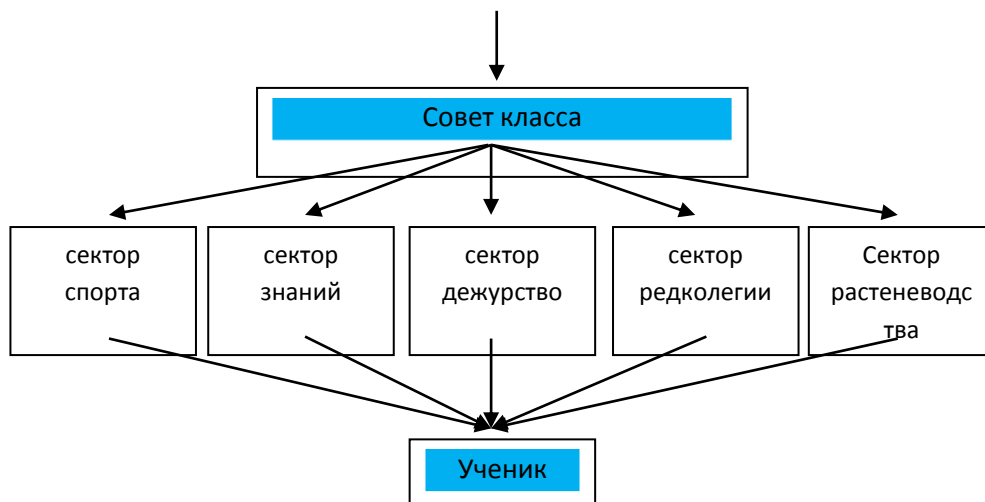 Совет класса
сектор
спорта
сектор
знаний
сектор
дежурство
сектор
редколегии
Сектор
растеневодс
тва
Ученик